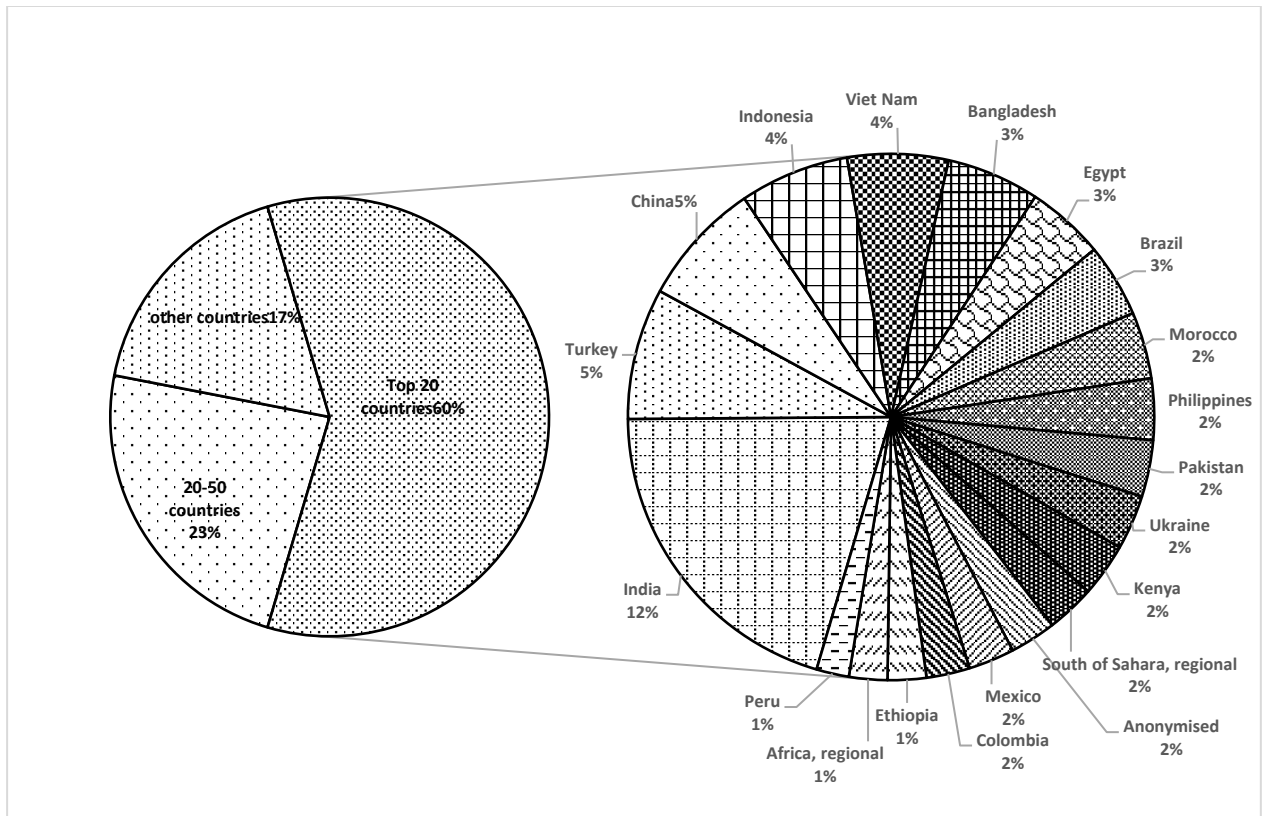 other countries17%
Top 20
countries60%
20-50
countries
23%
Viet Nam
4%
Bangladesh
3%
Egypt
3%
Brazil
3%
Morocco
2%
Philippines
2%
Pakistan
2%
Ukraine
2%
Kenya
2%
South of Sahara, regional
2%
Anonymised
2%
Mexico
2%
Colombia
2%
Ethiopia
1%
Africa, regional
1%
Peru
1%
India
12%
Turkey
5%
China5%
Indonesia
4%